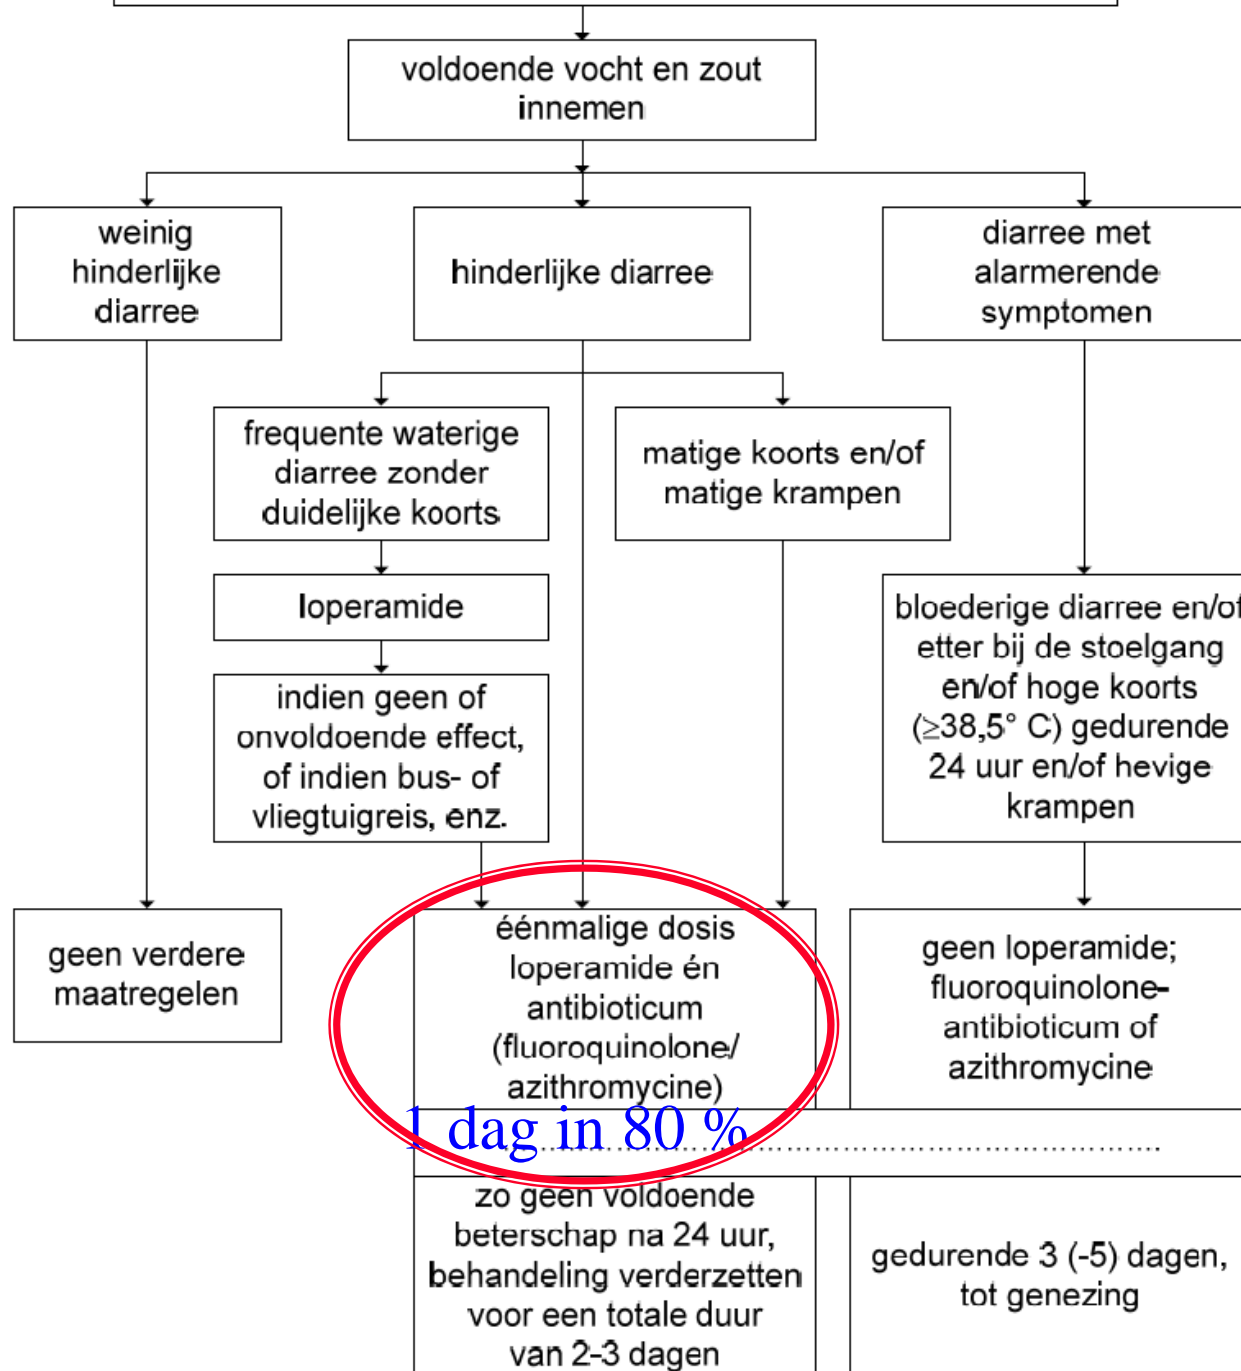 voldoende vocht en zout
innemen
weinig
hinderlijke
diarree
hinderlijke diarree
diarree met
alarmerende
symptomen
frequente waterige
diarree zonder
duidelijke koorts
matige koorts en/of
matige krampen
loperamide
indien geen of
onvoldoende effect,
of indien bus- of
vliegtuigreis, enz.
bloederige diarree en/of
etter bij de stoelgang
en/of hoge koorts
(≥38,5° C) gedurende
24 uur en/of hevige
krampen
geen verdere
maatregelen
éénmalige dosis
loperamide én
antibioticum
(fluoroquinolone/
azithromycine)
geen loperamide;
fluoroquinolone-
antibioticum of
azithromycine
1 dag in 80 %
zo geen voldoende
beterschap na 24 uur,
behandeling verderzetten
voor een totale duur
van 2-3 dagen
gedurende 3 (-5) dagen,
tot genezing